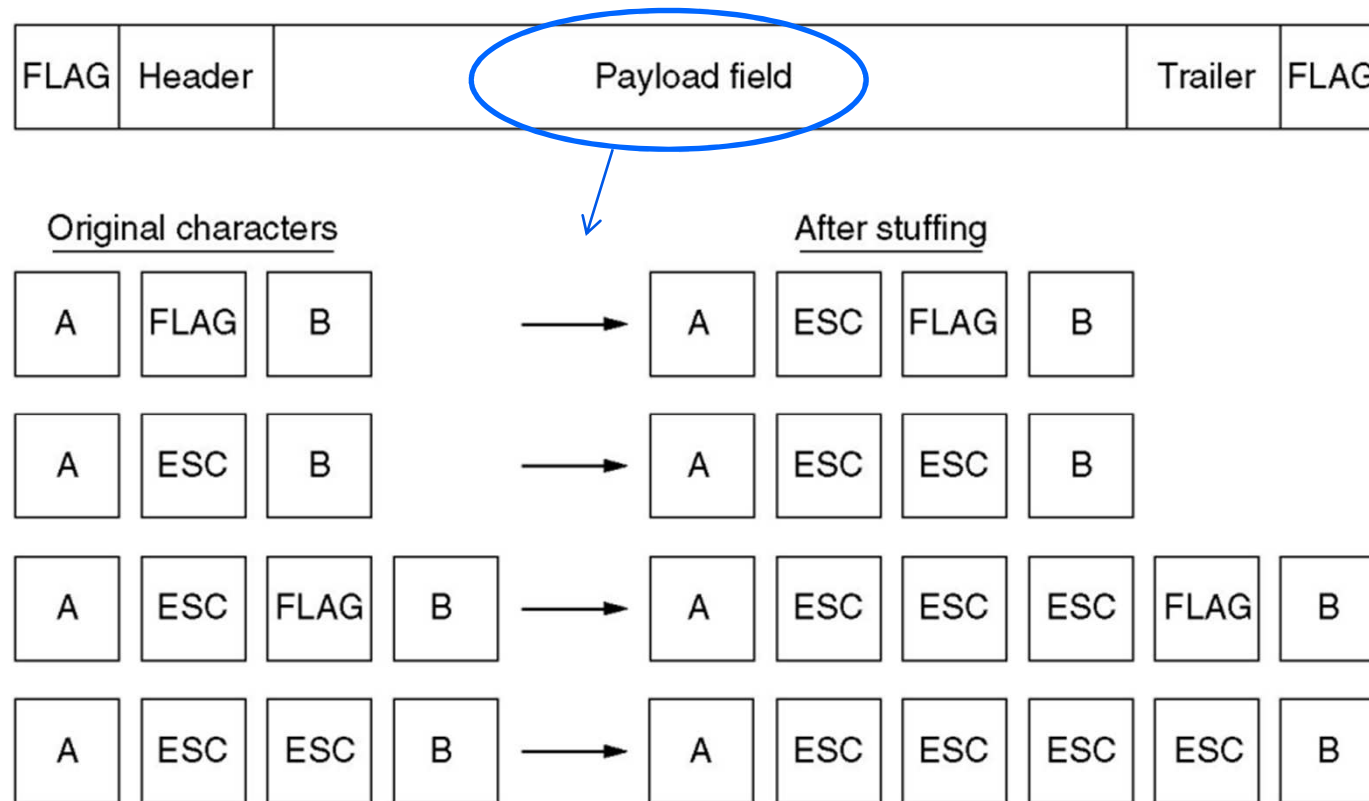 FLAG Header Payload field Trailer FLAG
Original characters After stuffing
A FLAG B A ESC FLAG B
A ESC B A ESC ESC B
A ESC FLAG B A ESC ESC ESC FLAG B
A ESC ESC B A ESC ESC ESC ESC B